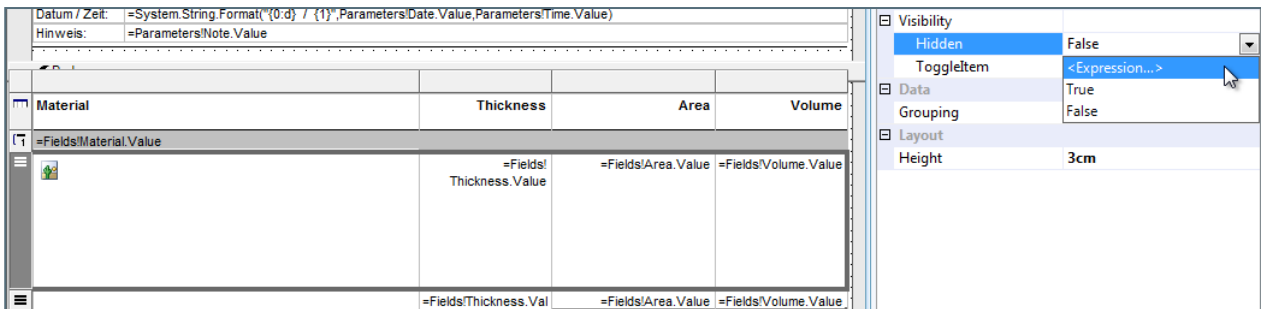 Datum / Zeit: =System.String.Format("{0:d} / {1}",Parameters!Date.Value,Parameters!Time.Value)
Hinweis: =Parameters!Note.Value
Material Thickness Area Volume
=Fields!Material.Value
=Fields! =Fields!Area.Value =Fields!Volume.Value
Thickness.Value
=Fields!Thickness.Val =Fields!Area.Value =Fields!Volume.Value
Visibility
Hidden False
ToggleItem <Expression...>
Data True
Grouping False
Layout
Height 3cm